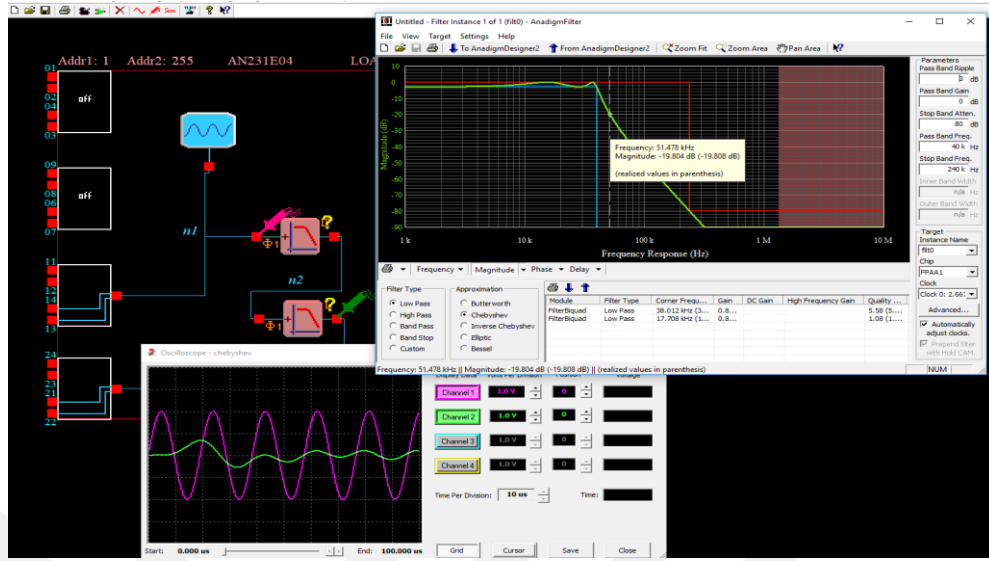 Sim
Addr1: 1 Addr2: 255 AN231E04 LOA
01
off
02
04
03
09
off
08
06
07
11
12
14
13
24
23
21
22
n1
Φ1
?
n2
Φ1
?
Untitled - Filter Instance 1 of 1 (filt0) - AnadigmFilter
File View Target Settings Help
To AnadigmDesigner2 From AnadigmDesigner2 Zoom Fit Zoom Area Pan Area
Magnitude (dB)
10
0
-10
-20
-30
-40
-50
-60
-70
-80
-90
Frequency: 51.478 kHz
Magnitude: -19.804 dB (-19.808 dB)
(realized values in parenthesis)
1 k 10 k 100 k 1 M 10 M
Frequency Response (Hz)
Frequency Magnitude Phase Delay
Filter Type
Low Pass
High Pass
Band Pass
Band Stop
Custom
Approximation
Butterworth
Chebyshev
Inverse Chebyshev
Elliptic
Bessel
Module Filter Type Corner Frequ... Gain DC Gain High Frequency Gain Quality ...
FilterBiquad Low Pass 38.012 kHz (3... 0.8... 5.58 (5....
FilterBiquad Low Pass 17.708 kHz (1... 0.8... 1.08 (1....
Frequency: 51.478 kHz || Magnitude: -19.804 dB (-19.808 dB) || (realized values in parenthesis)
NUM
Parameters
Pass Band Ripple
3 dB
Pass Band Gain
0 dB
Stop Band Atten.
80 dB
Pass Band Freq.
40 k Hz
Stop Band Freq.
240 k Hz
Inner Band Width
n/a Hz
Outer Band Width
n/a Hz
Target
Instance Name
filt0
Chip
FPAA1
Clock
Clock 0: 2.66
Advanced...
Automatically
adjust clocks.
Prepend filter
with Hold CAM.
Oscilloscope - chebyshev
Display Data Volts Per Division Position Voltage
Channel 1 1.0 V 0
Channel 2 1.0 V 0
Channel 3 1.0 V 0
Channel 4 1.0 V 0
Time Per Division: 10 us Time:
Start: 0.000 us End: 100.000 us Grid Cursor Save Close